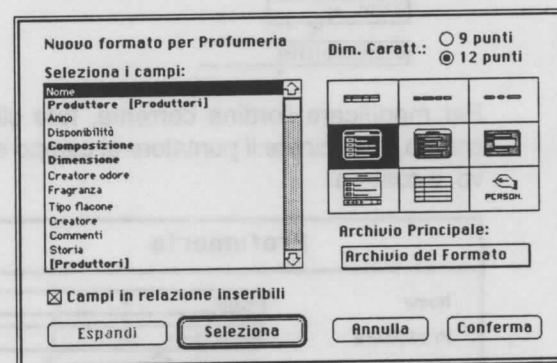 Nuovo formato per Profumeria
Dim. Caratt.:
9 punti
12 punti
Seleziona i campi:
Nome
Produttore [Produttori]
Anno
Disponibilità
Composizione
Dimensione
Creatore odore
Fragranza
Tipo flacone
Creatore
Commenti
Storia
[Produttori]
PERSON.
Archivio Principale:
Archivio del Formato
Campi in relazione inseribili
Espandi
Seleziona
Annulla
Conferma